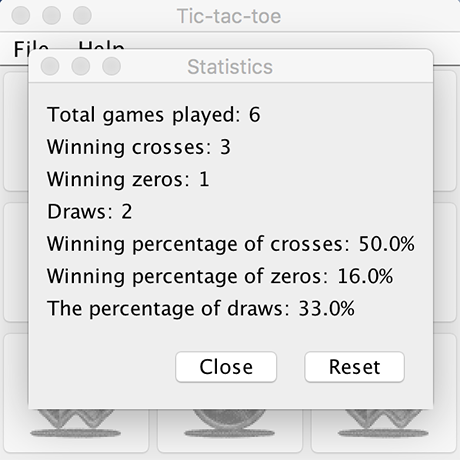 Tic-tac-toe
File Help
Statistics
Total games played: 6
Winning crosses: 3
Winning zeros: 1
Draws: 2
Winning percentage of crosses: 50.0%
Winning percentage of zeros: 16.0%
The percentage of draws: 33.0%
Close Reset